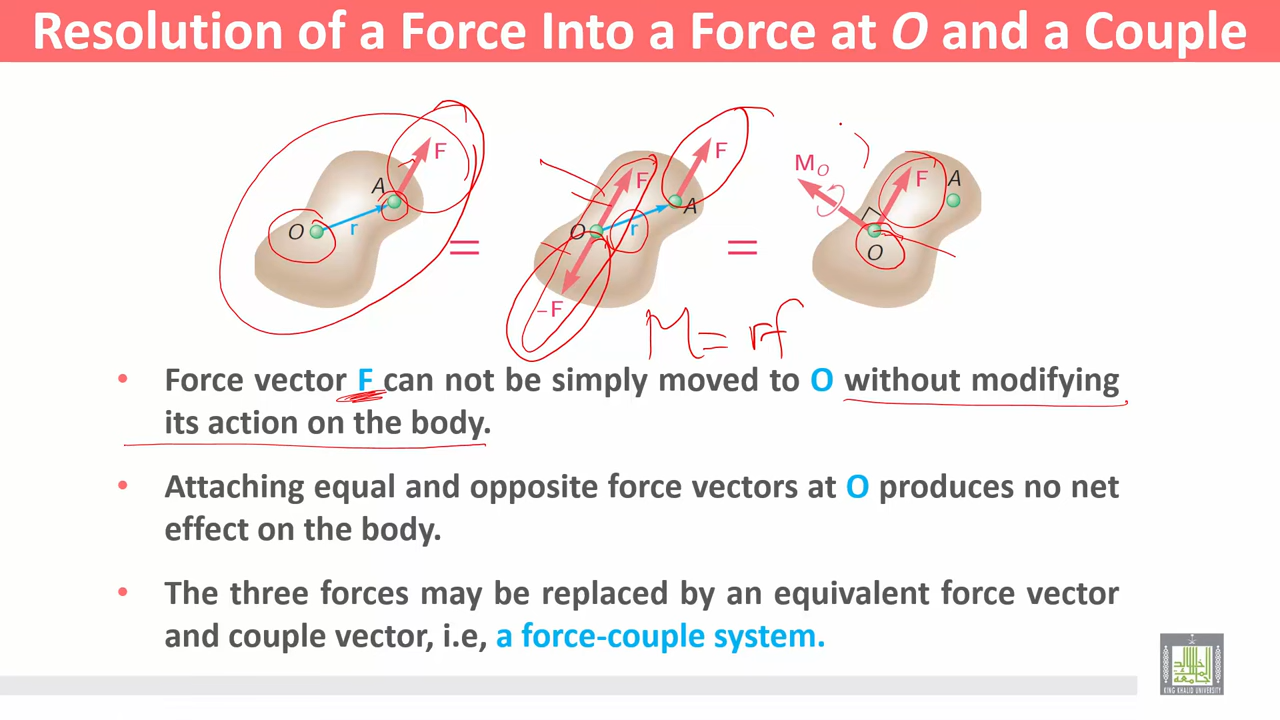 Resolution of a Force Into a Force at O and a Couple
F
A
O
r
=
F
F
A
O
r
–F
=
M_O
F
A
O
M = rf
• Force vector F can not be simply moved to O without modifying
its action on the body.
• Attaching equal and opposite force vectors at O produces no net
effect on the body.
• The three forces may be replaced by an equivalent force vector
and couple vector, i.e, a force-couple system.
KING KHALID UNIVERSITY